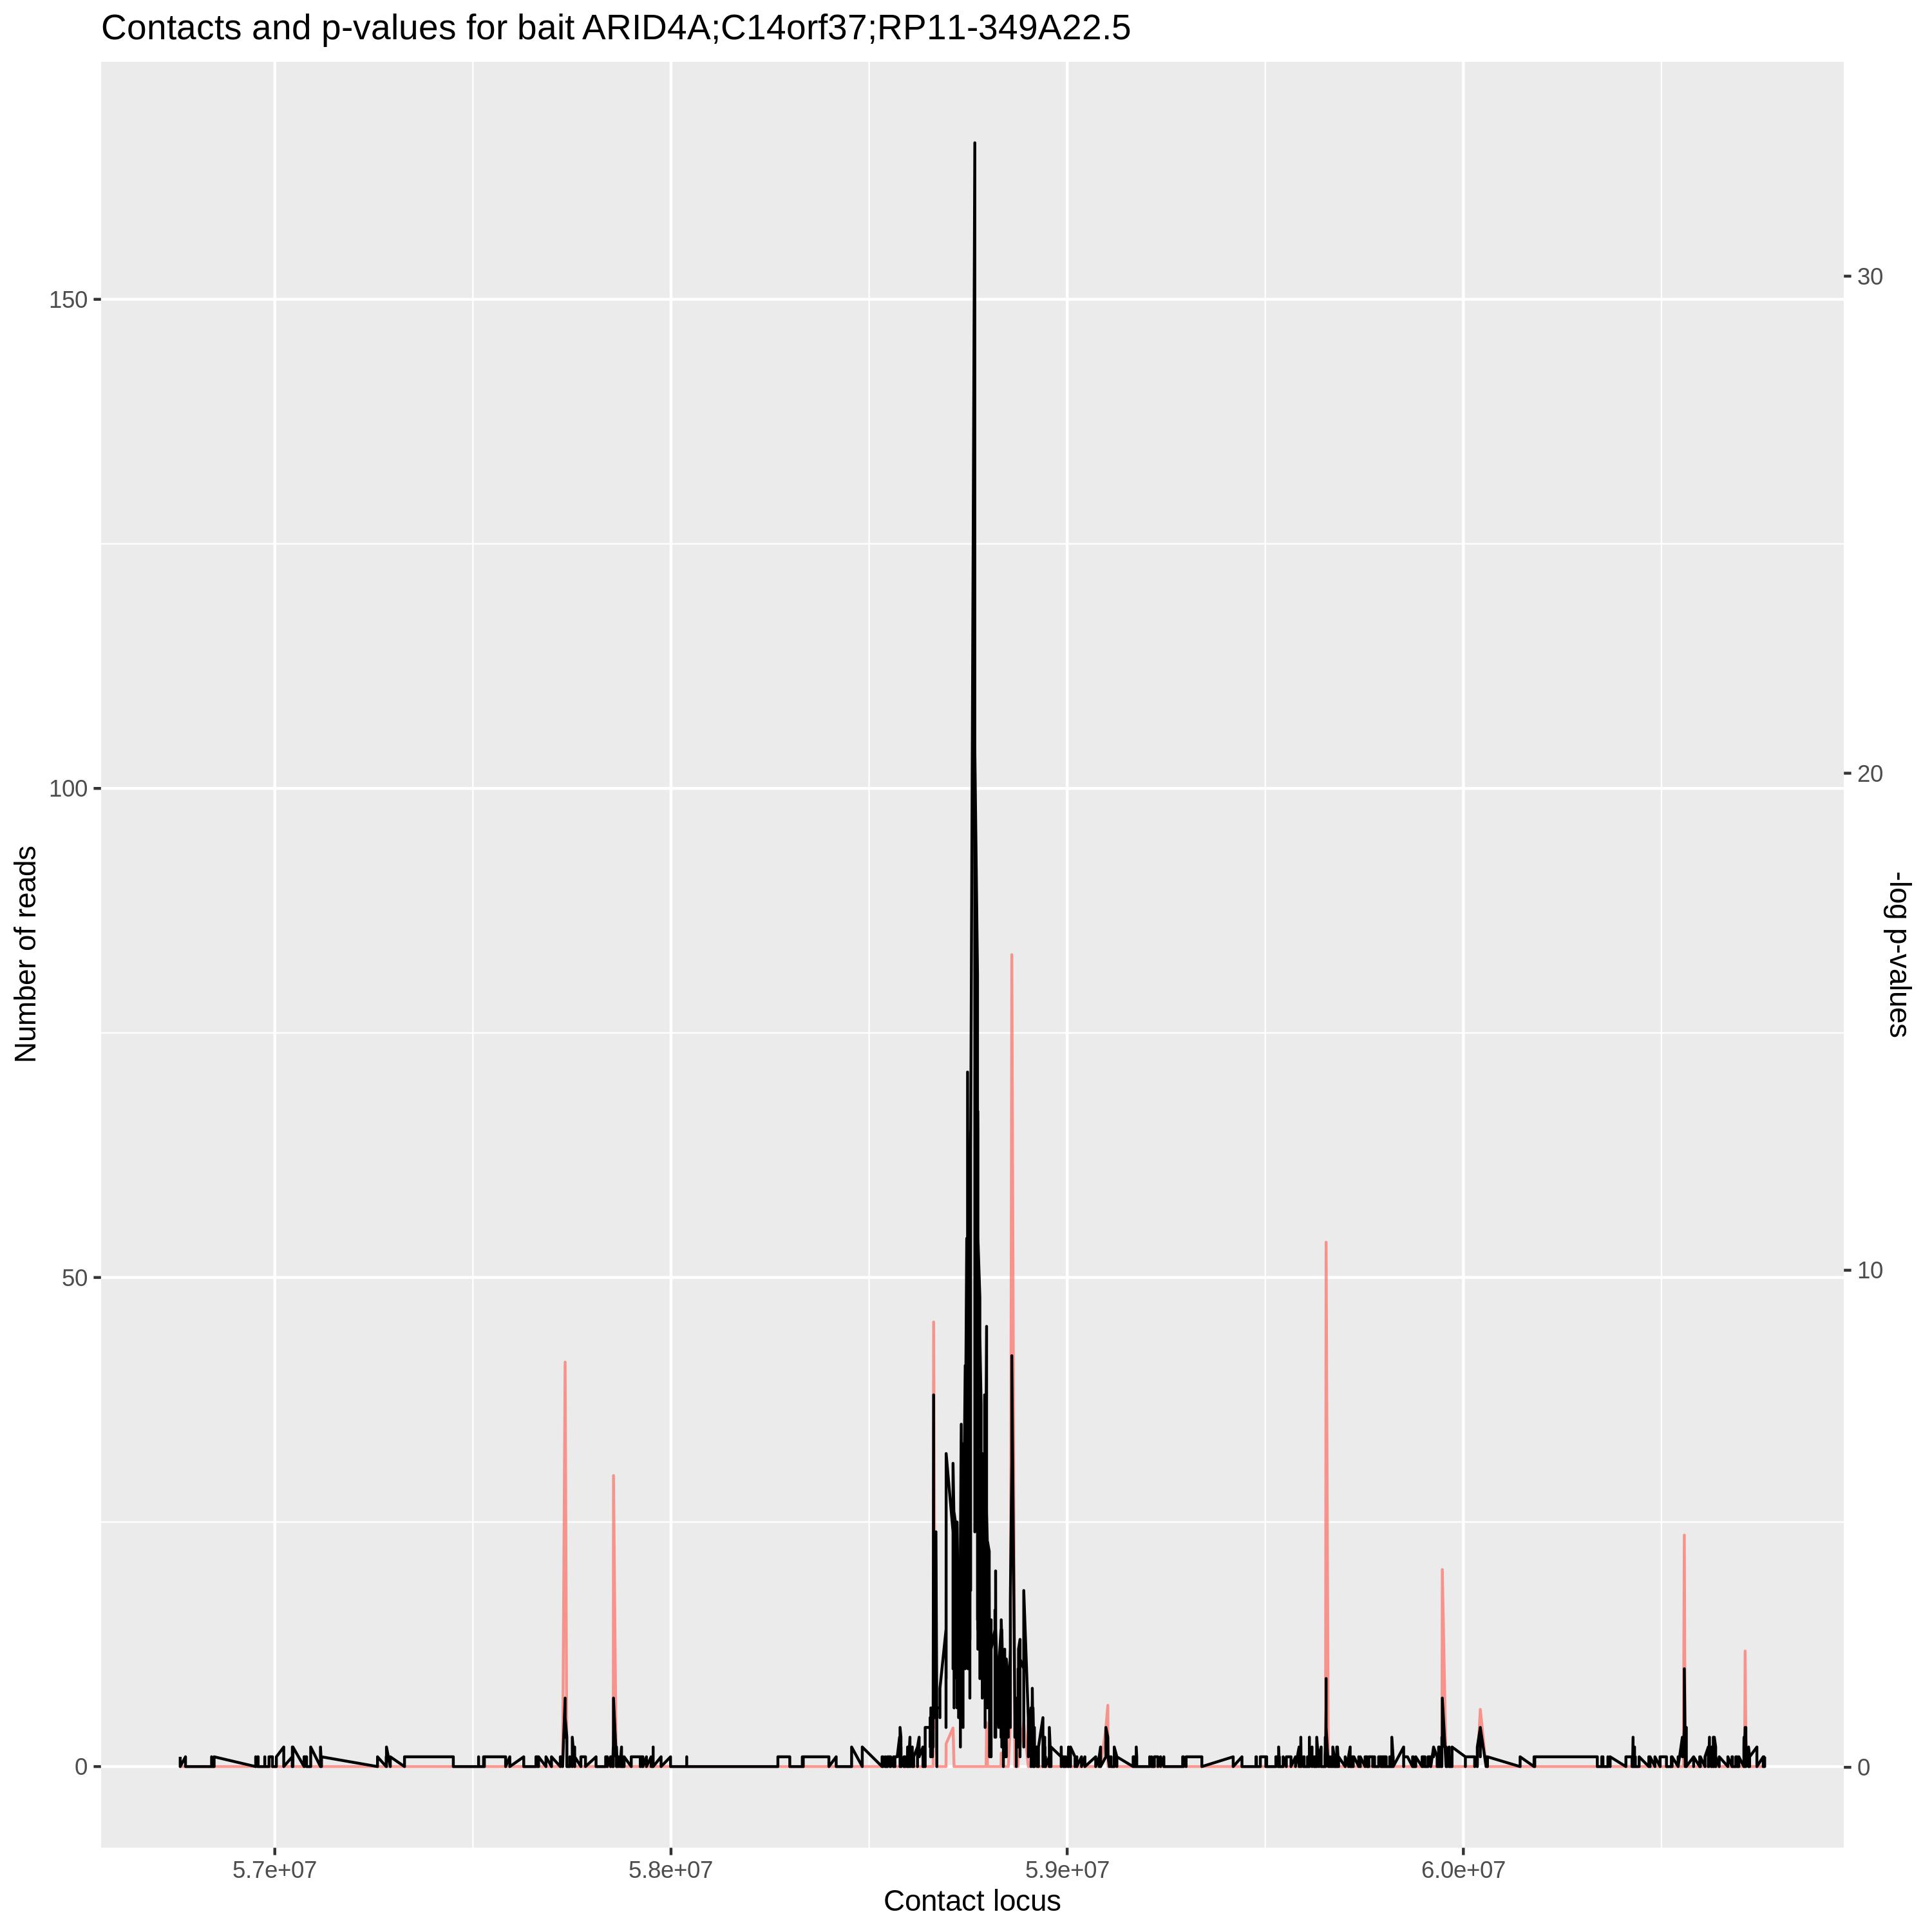 Contacts and p-values for bait ARID4A;C14orf37;RP11-349A22.5
150
100
50
0
Number of reads
30
20
10
0
-log p-values
5.7e+07
5.8e+07
5.9e+07
6.0e+07
Contact locus